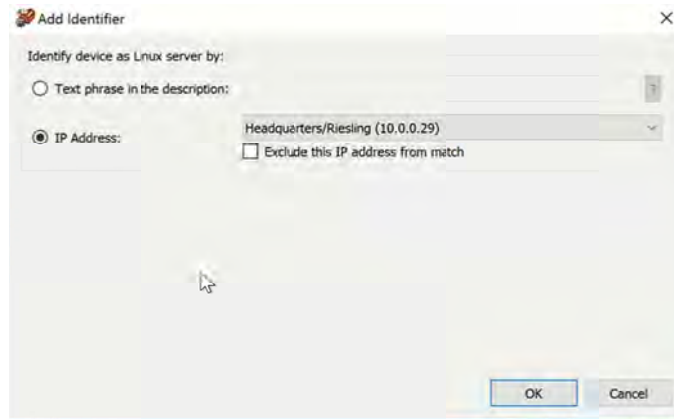 Add Identifier
Identify device as Lnux server by:
Text phrase in the description:
?
IP Address:
Headquarters/Riesling (10.0.0.29)
Exclude this IP address from match
OK
Cancel